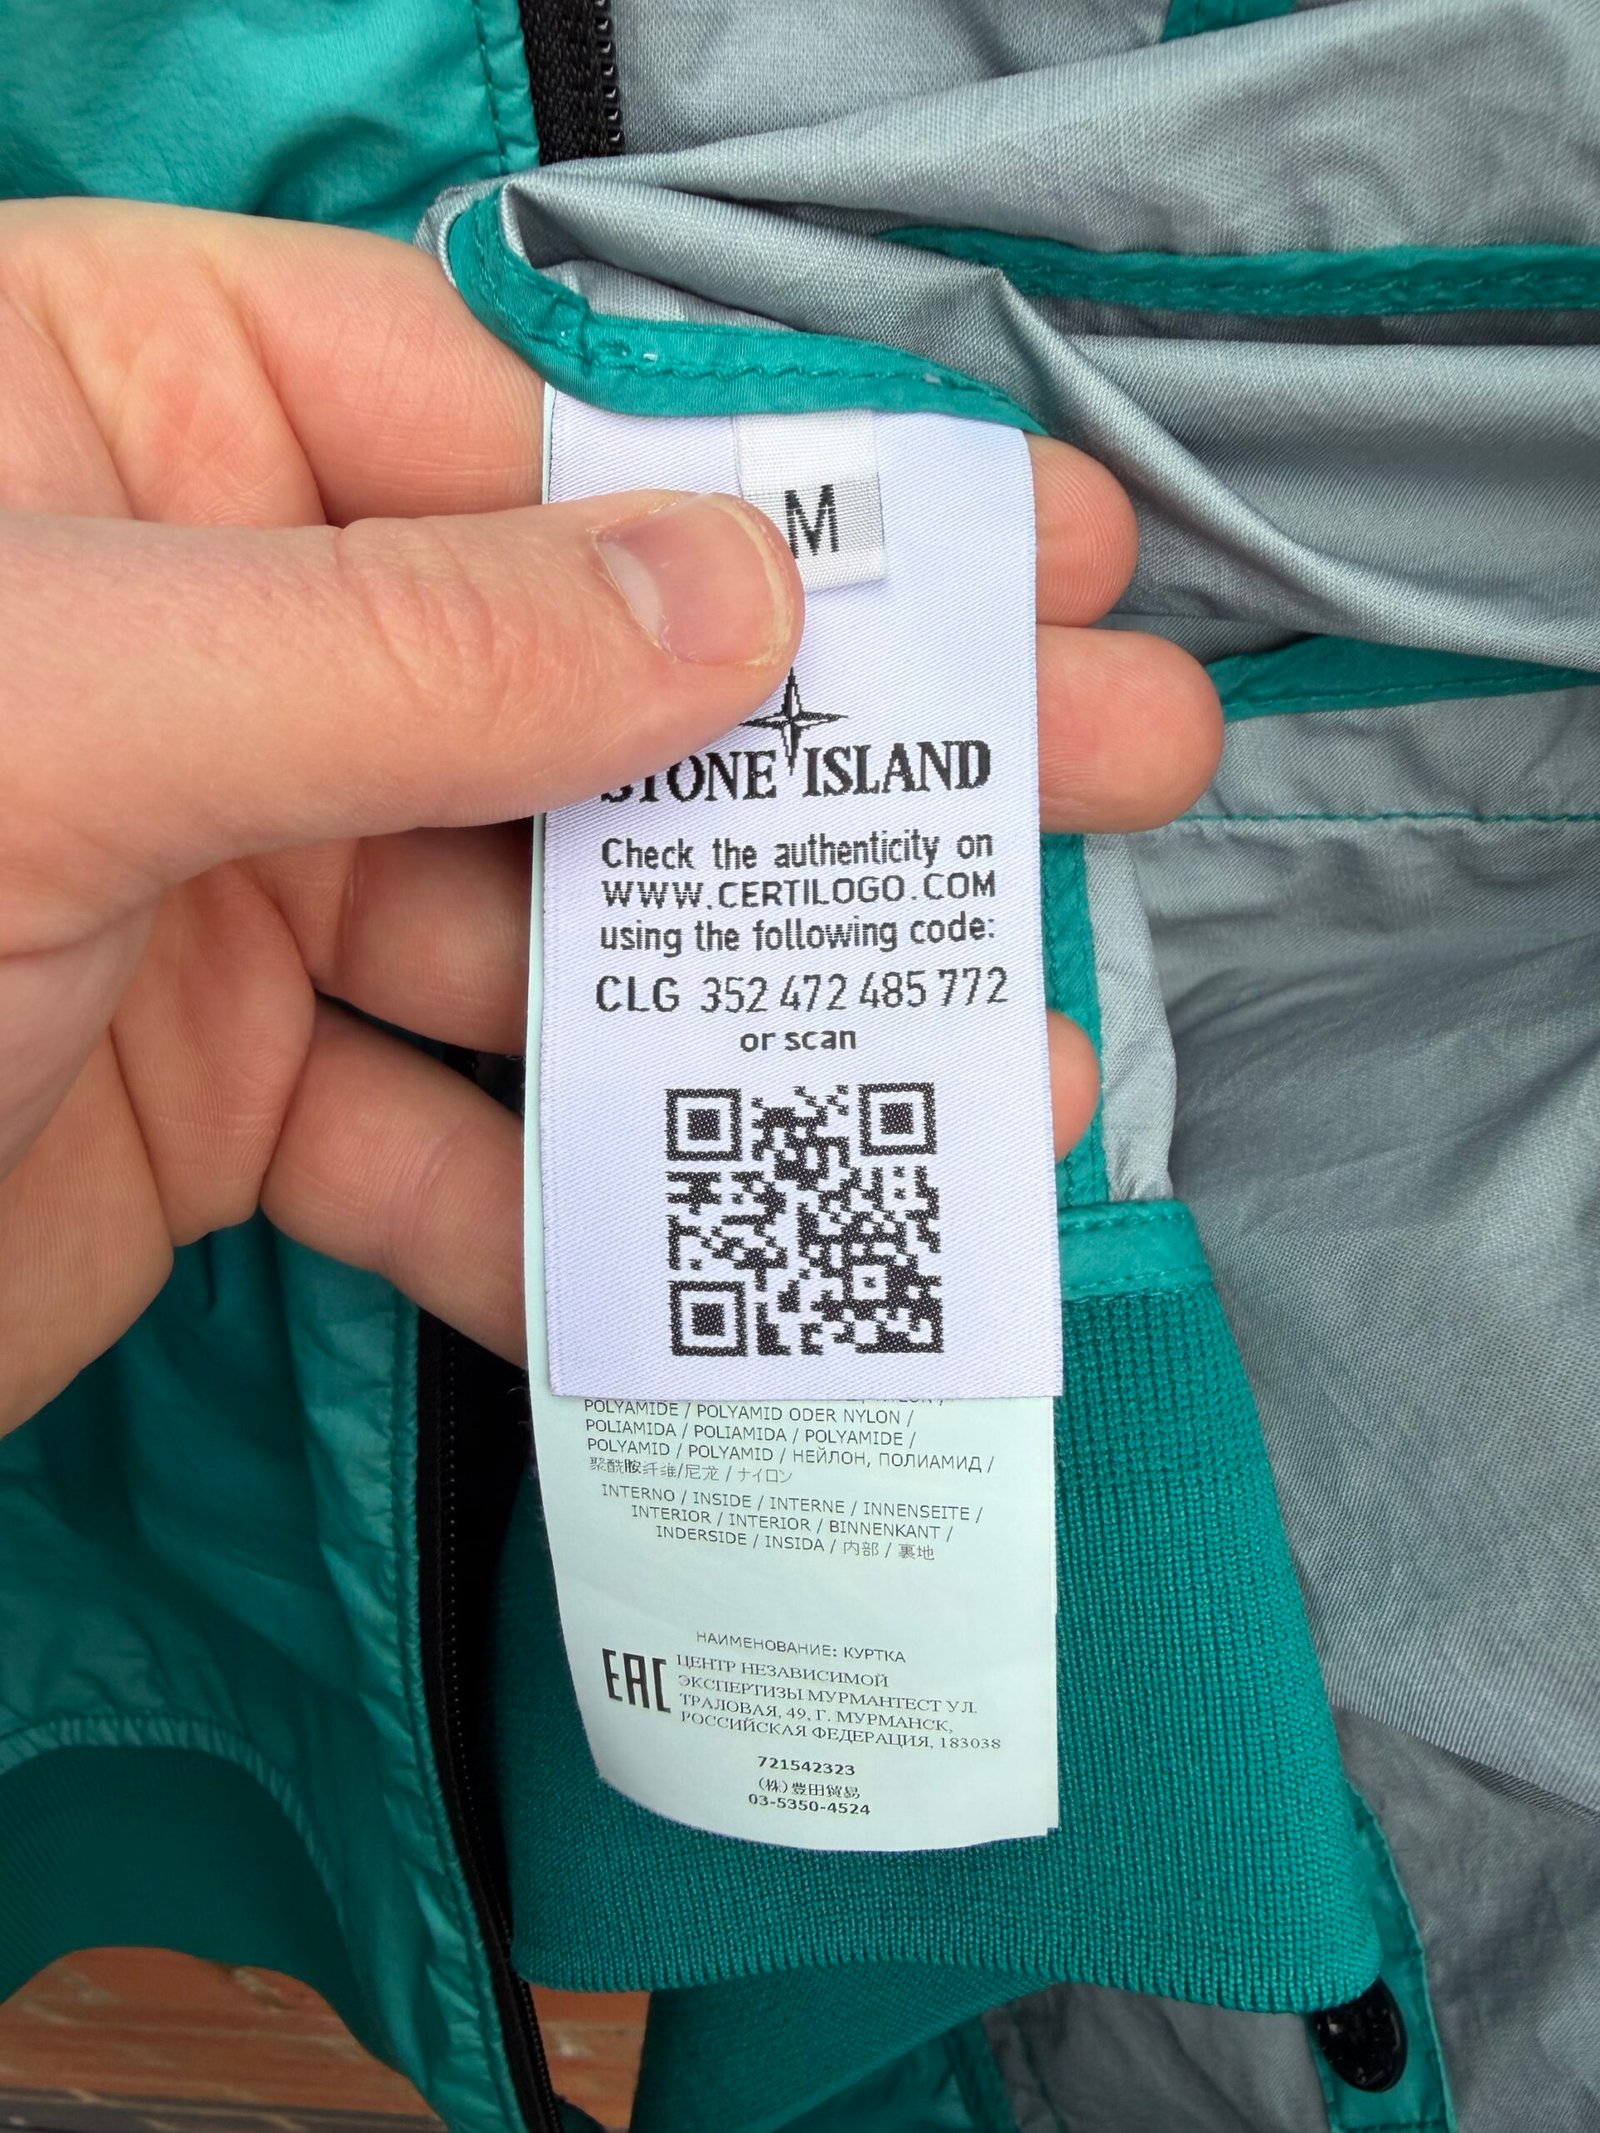 M
STONE ISLAND
Check the authenticity on
WWW.CERTILOGO.COM
using the following code:
CLG 352 472 485 772
or scan
POLYAMIDE / POLYAMID ODER NYLON /
POLIAMIDA / POLIAMIDA / POLYAMIDE /
POLYAMID / POLYAMID / НЕЙЛОН, ПОЛИАМИД /
聚酰胺纤维/尼龙 / ナイロン
INTERNO / INSIDE / INTERNE / INNENSEITE /
INTERIOR / INTERIOR / BINNENKANT /
INDERSIDE / INSIDA / 内部 / 裏地
НАИМЕНОВАНИЕ: КУРТКА
EAC
ЦЕНТР НЕЗАВИСИМОЙ
ЭКСПЕРТИЗЫ МУРМАНТЕСТ УЛ.
ТРАЛОВАЯ, 49, Г. МУРМАНСК,
РОССИЙСКАЯ ФЕДЕРАЦИЯ, 183038
721542323
(株)豊田貿易
03-5350-4524